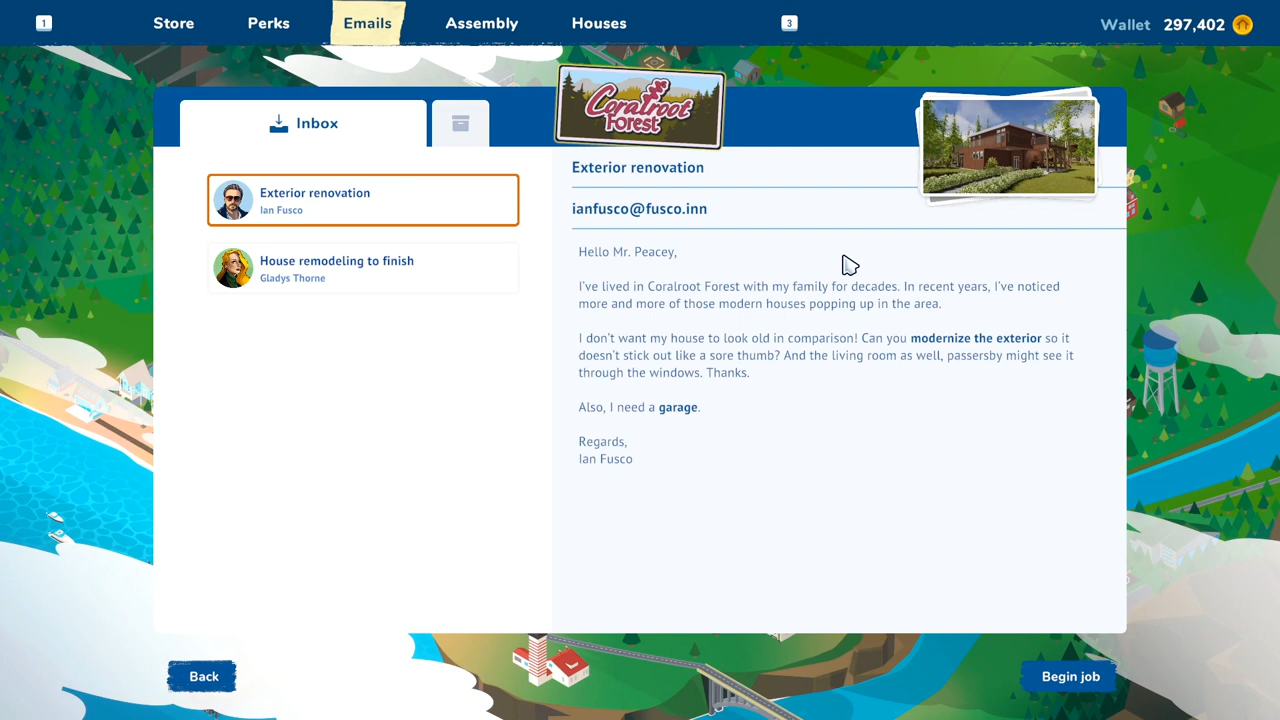 1 Store Perks Emails Assembly Houses 3 Wallet 297,402
Coralroot
Forest
Inbox
Exterior renovation
Ian Fusco
House remodeling to finish
Gladys Thorne
Exterior renovation
ianfusco@fusco.inn
Hello Mr. Peacey,
I've lived in Coralroot Forest with my family for decades. In recent years, I've noticed
more and more of those modern houses popping up in the area.
I don't want my house to look old in comparison! Can you modernize the exterior so it
doesn't stick out like a sore thumb? And the living room as well, passersby might see it
through the windows. Thanks.
Also, I need a garage.
Regards,
Ian Fusco
Back
Begin job